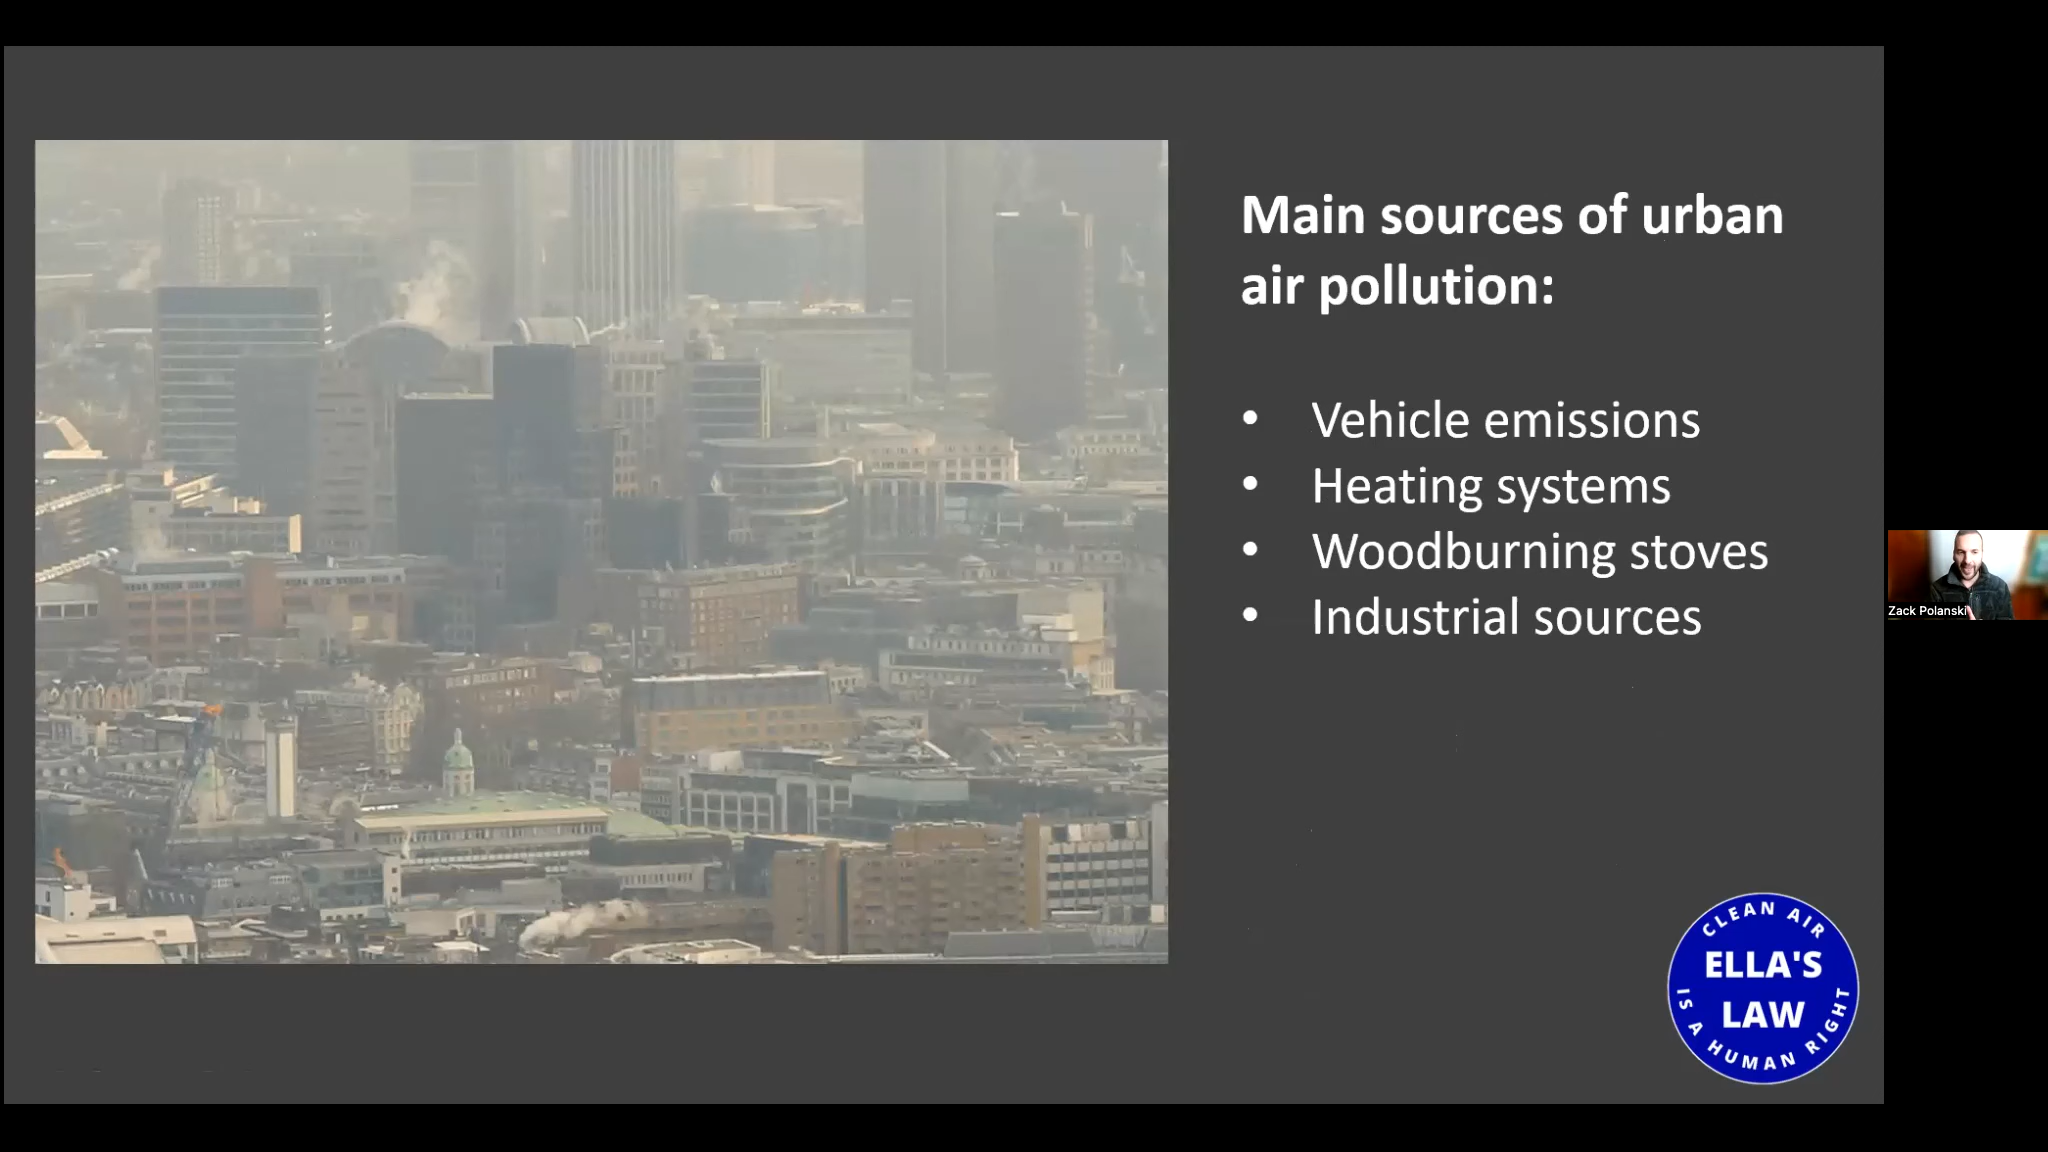 Main sources of urban
air pollution:
• Vehicle emissions
• Heating systems
• Woodburning stoves
• Industrial sources
Zack Polanski
CLEAN AIR
ELLA'S
LAW
IS A HUMAN RIGHT